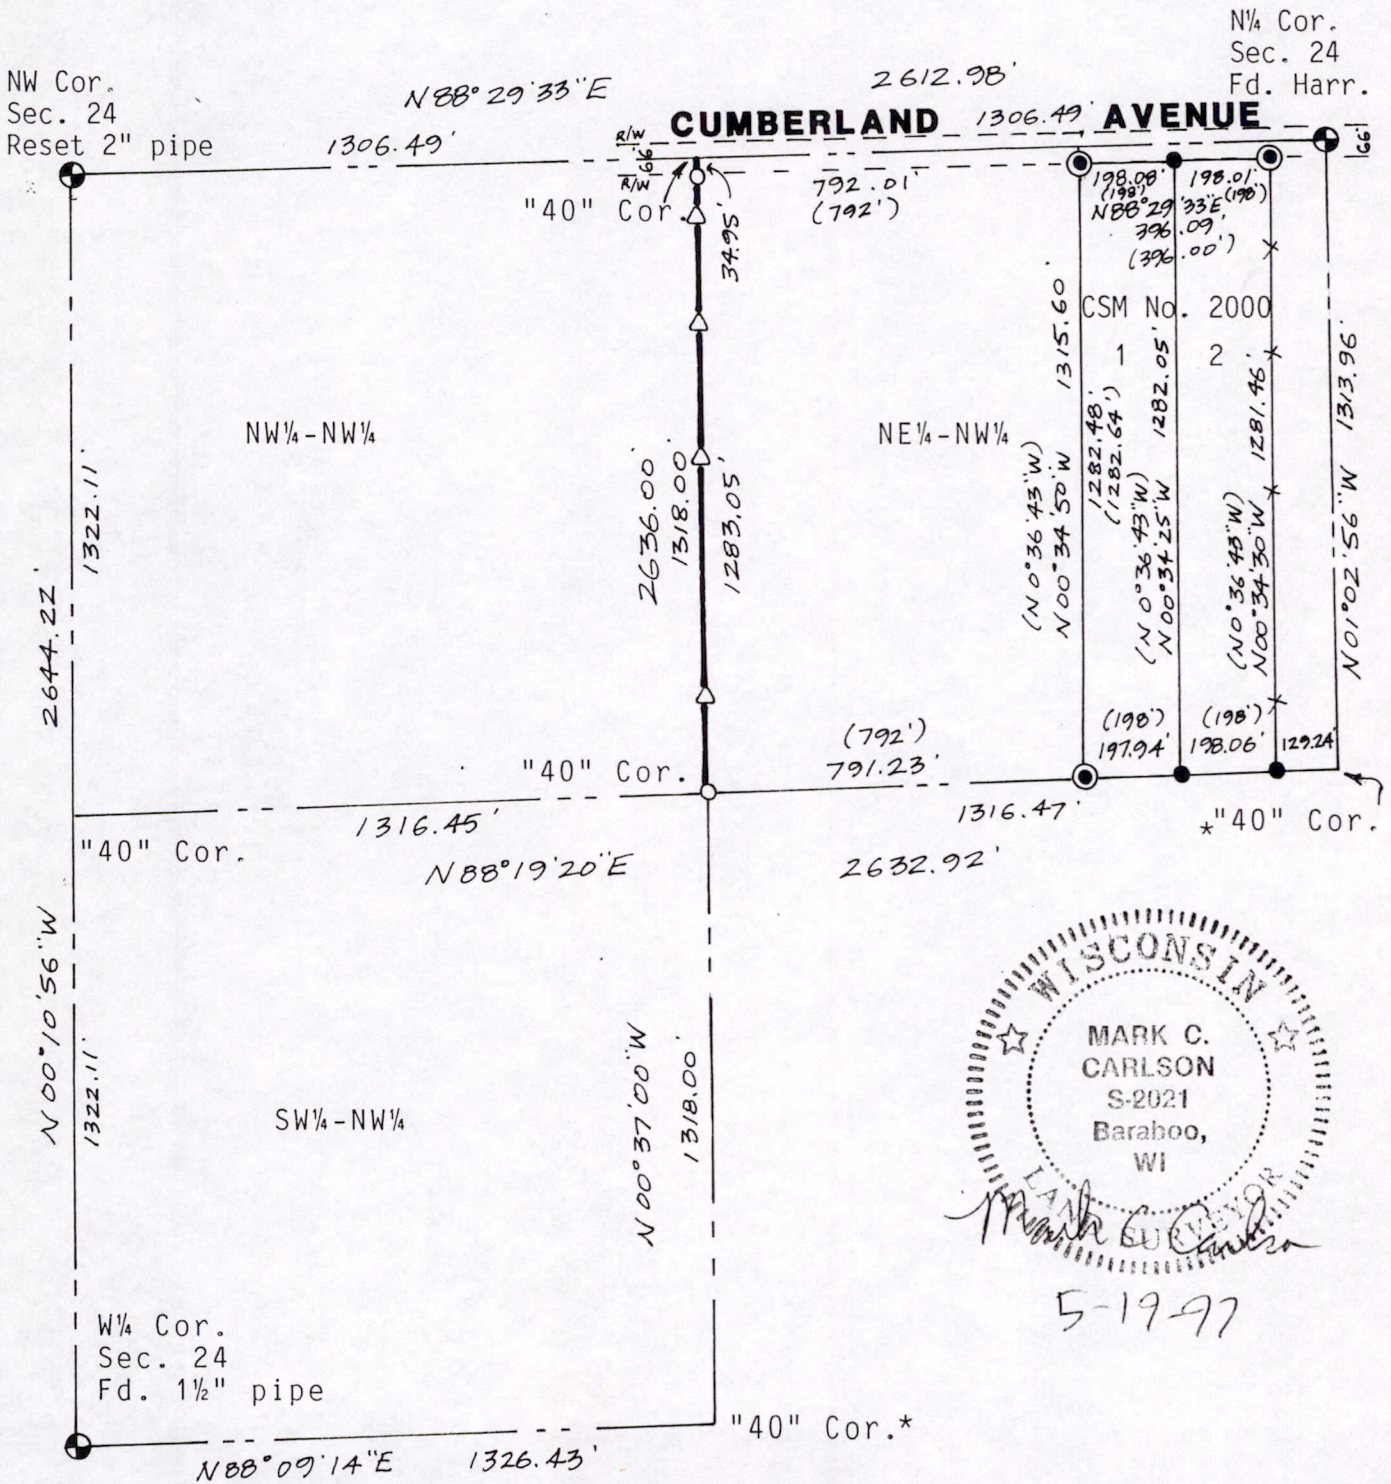 N¼ Cor.
Sec. 24
Fd. Harr.
NW Cor.
Sec. 24
Reset 2" pipe
N88°29'33"E
2612.98'
1306.49'
R/W
66'
R/W
CUMBERLAND AVENUE
1306.49'
66'
"40" Cor.
34.95'
792.01'
(792')
198.08'
(198')
198.01'
(198')
N88°29'33"E
396.09'
(396.00')
CSM No. 2000
1
2
NW¼-NW¼
NE¼-NW¼
1322.11'
2644.22'
2636.00'
1318.00'
1283.05'
(N0°36'43"W)
N00°34'50"W 1315.60'
1282.48'
(1282.64')
(N0°36'43"W)
N00°34'25"W 1282.05'
(N0°36'43"W)
N00°34'30"W 1281.46'
N01°02'56"W 1313.96'
(792')
791.23'
(198')
197.94'
(198')
198.06'
129.24'
"40" Cor.
1316.45'
1316.47'
*"40" Cor.
"40" Cor.
N88°19'20"E
2632.92'
N00°10'56"W
1322.11'
SW¼-NW¼
N00°37'00"W
1318.00'
WISCONSIN
MARK C.
CARLSON
S-2021
Baraboo,
WI
LAND SURVEYOR
Mark C. Carlson
5-19-97
W¼ Cor.
Sec. 24
Fd. 1½" pipe
"40" Cor.*
N88°09'14"E
1326.43'